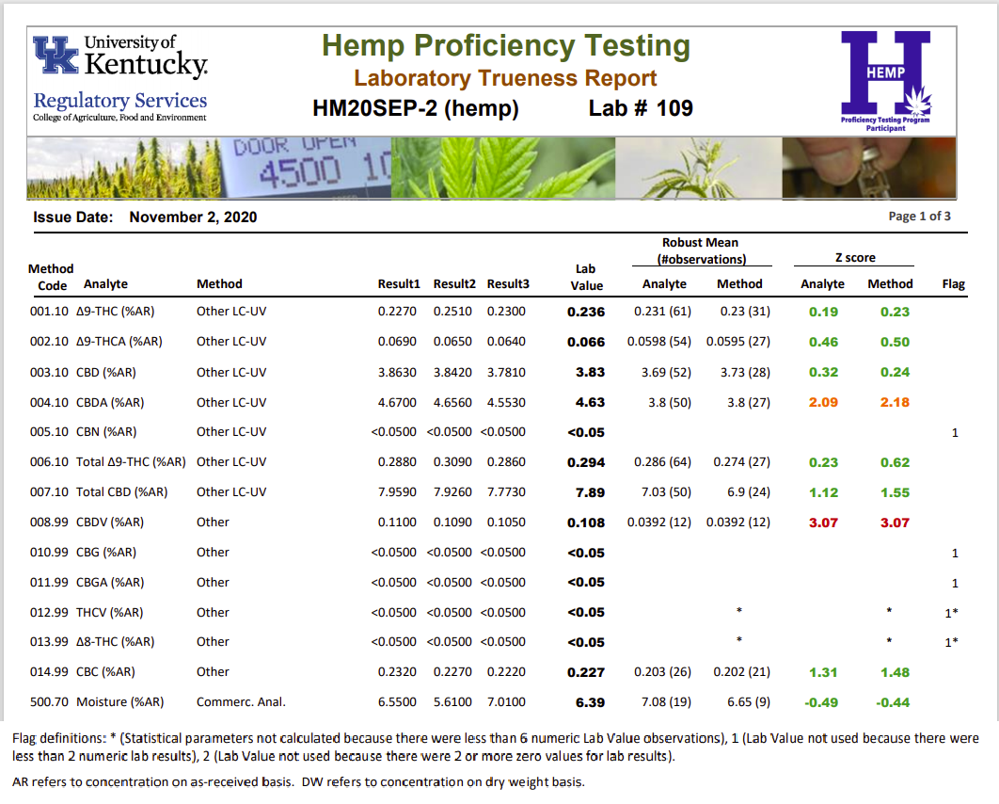 University of
Kentucky.
Regulatory Services
College of Agriculture, Food and Environment
Hemp Proficiency Testing
Laboratory Trueness Report
HM20SEP-2 (hemp) Lab # 109
HEMP
Proficiency Testing Program
Participant
DOOR OPEN
4500 10
Issue Date: November 2, 2020 Page 1 of 3
Robust Mean
(#observations) Z score
Method Code Analyte Method Result1 Result2 Result3 Lab Value Analyte Method Analyte Method Flag
001.10 Δ9-THC (%AR) Other LC-UV 0.2270 0.2510 0.2300 0.236 0.231 (61) 0.23 (31) 0.19 0.23
002.10 Δ9-THCA (%AR) Other LC-UV 0.0690 0.0650 0.0640 0.066 0.0598 (54) 0.0595 (27) 0.46 0.50
003.10 CBD (%AR) Other LC-UV 3.8630 3.8420 3.7810 3.83 3.69 (52) 3.73 (28) 0.32 0.24
004.10 CBDA (%AR) Other LC-UV 4.6700 4.6560 4.5530 4.63 3.8 (50) 3.8 (27) 2.09 2.18
005.10 CBN (%AR) Other LC-UV <0.0500 <0.0500 <0.0500 <0.05 1
006.10 Total Δ9-THC (%AR) Other LC-UV 0.2880 0.3090 0.2860 0.294 0.286 (64) 0.274 (27) 0.23 0.62
007.10 Total CBD (%AR) Other LC-UV 7.9590 7.9260 7.7730 7.89 7.03 (50) 6.9 (24) 1.12 1.55
008.99 CBDV (%AR) Other 0.1100 0.1090 0.1050 0.108 0.0392 (12) 0.0392 (12) 3.07 3.07
010.99 CBG (%AR) Other <0.0500 <0.0500 <0.0500 <0.05 1
011.99 CBGA (%AR) Other <0.0500 <0.0500 <0.0500 <0.05 1
012.99 THCV (%AR) Other <0.0500 <0.0500 <0.0500 <0.05 * * 1*
013.99 Δ8-THC (%AR) Other <0.0500 <0.0500 <0.0500 <0.05 * * 1*
014.99 CBC (%AR) Other 0.2320 0.2270 0.2220 0.227 0.203 (26) 0.202 (21) 1.31 1.48
500.70 Moisture (%AR) Commerc. Anal. 6.5500 5.6100 7.0100 6.39 7.08 (19) 6.65 (9) -0.49 -0.44
Flag definitions: * (Statistical parameters not calculated because there were less than 6 numeric Lab Value observations), 1 (Lab Value not used because there were
less than 2 numeric lab results), 2 (Lab Value not used because there were 2 or more zero values for lab results).
AR refers to concentration on as-received basis. DW refers to concentration on dry weight basis.